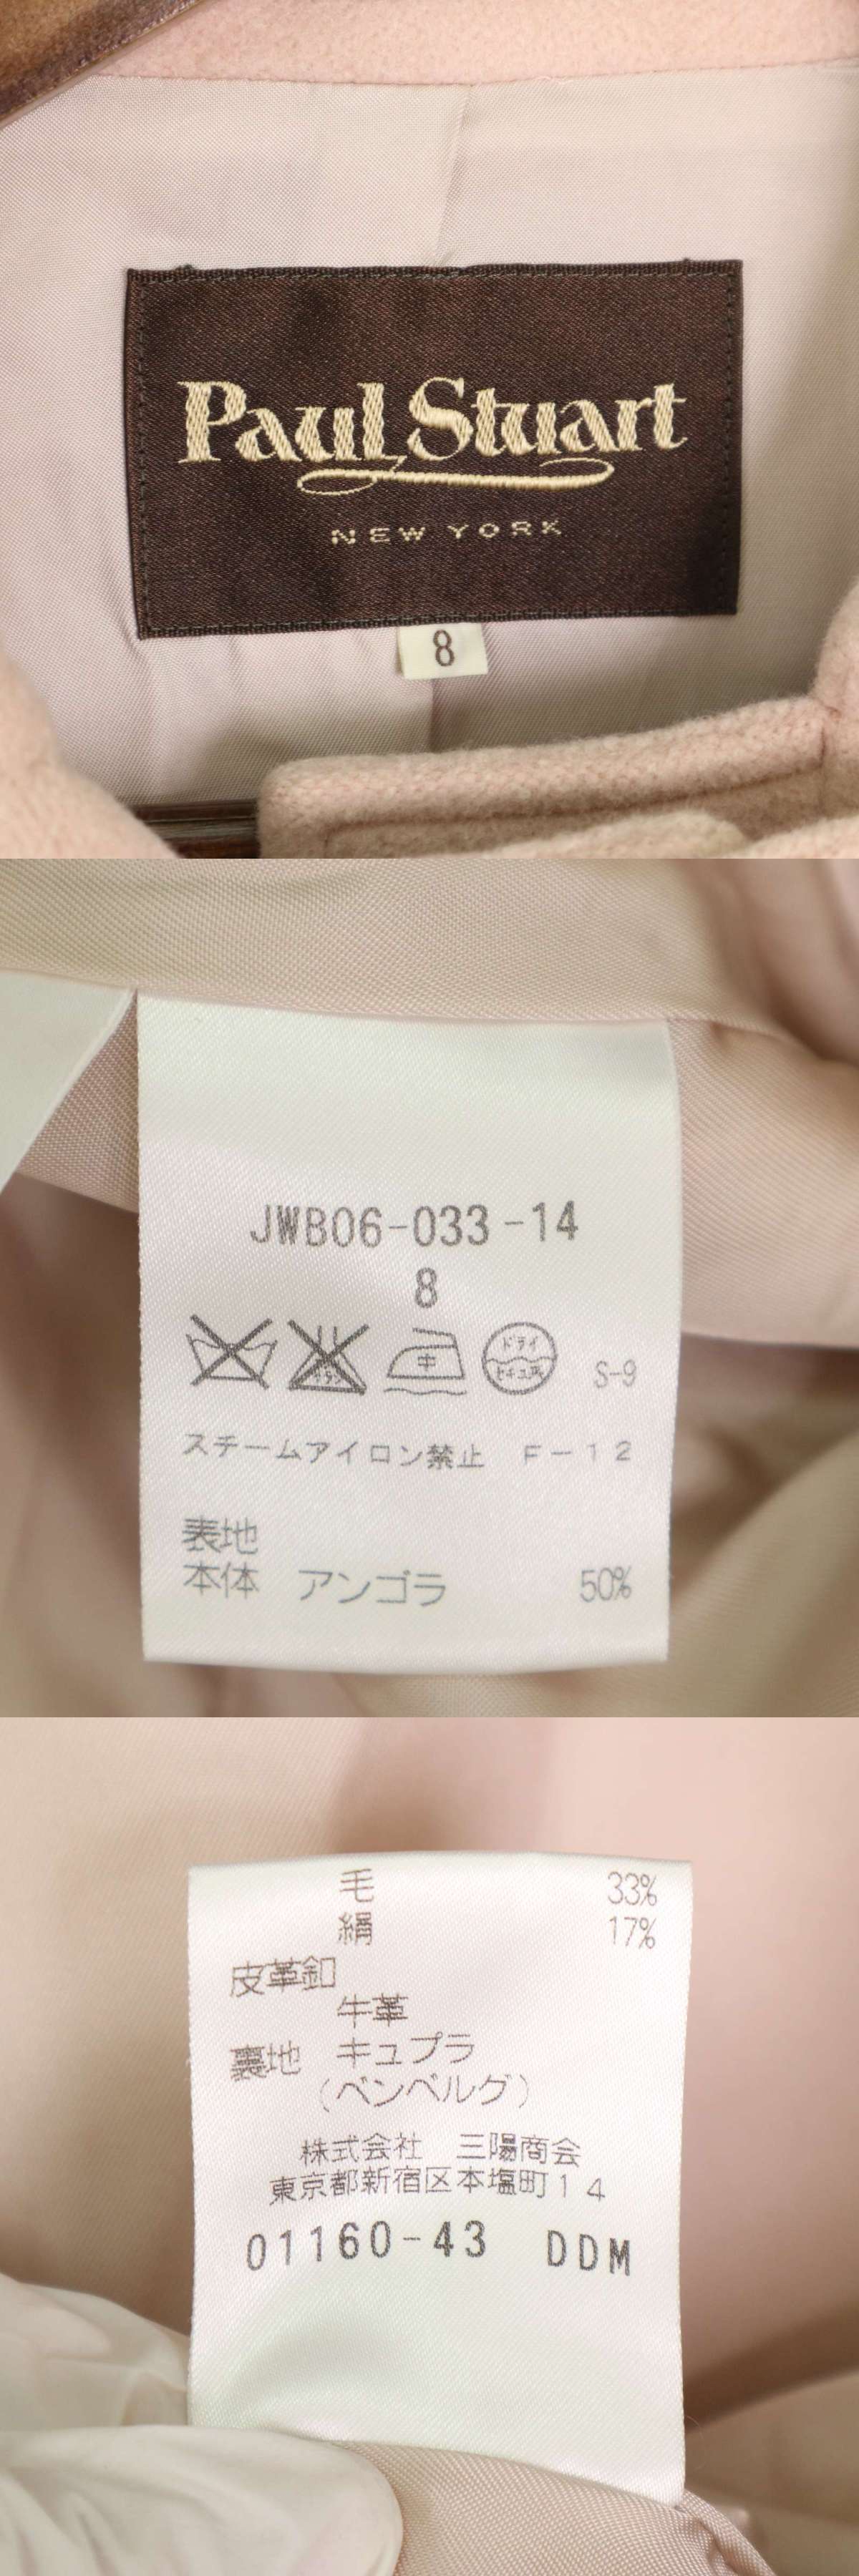 Paul Stuart
NEW YORK
8
JWB06-033-14
8
サラシ
中
ドライ
セキユ系
S-9
スチームアイロン禁止 F-12
表地
本体 アンゴラ 50%
毛 33%
絹 17%
皮革釦
牛革
裏地 キュプラ
(ベンベルグ)
株式会社 三陽商会
東京都新宿区本塩町14
01160-43 DDM